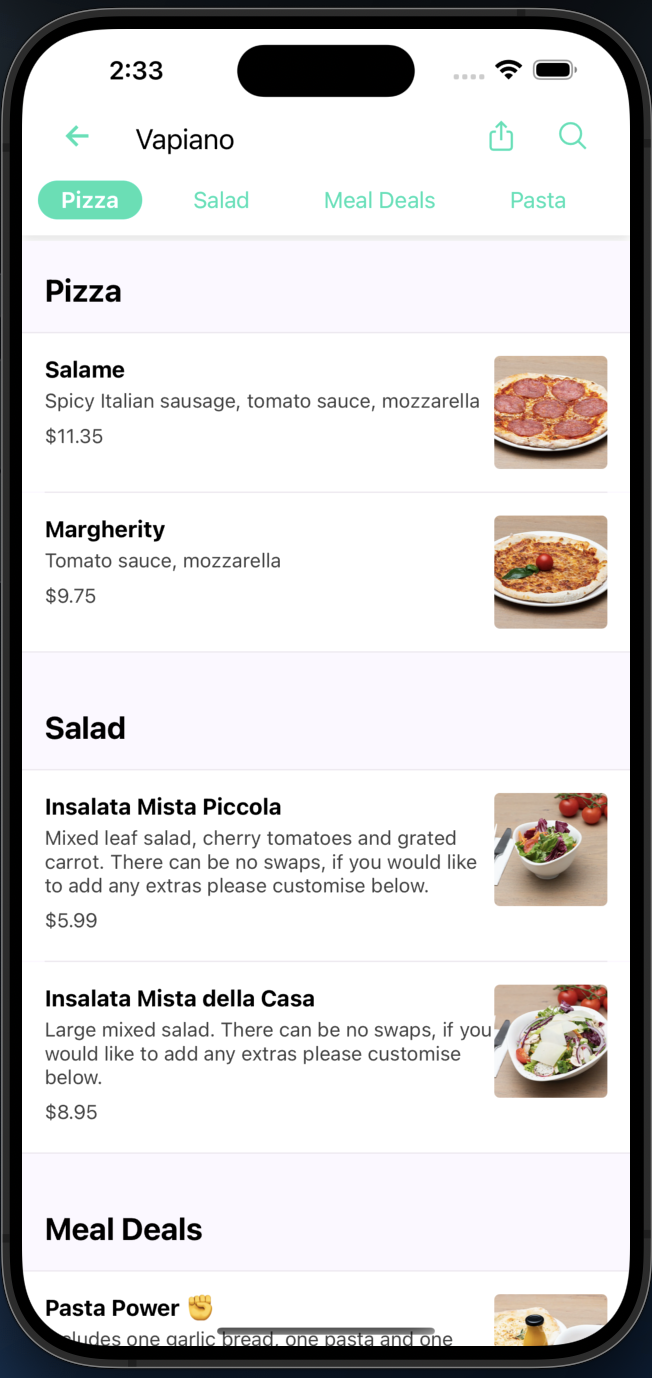 2:33
Vapiano
Pizza Salad Meal Deals Pasta
Pizza
Salame
Spicy Italian sausage, tomato sauce, mozzarella
$11.35
Margherity
Tomato sauce, mozzarella
$9.75
Salad
Insalata Mista Piccola
Mixed leaf salad, cherry tomatoes and grated
carrot. There can be no swaps, if you would like
to add any extras please customise below.
$5.99
Insalata Mista della Casa
Large mixed salad. There can be no swaps, if you
would like to add any extras please customise
below.
$8.95
Meal Deals
Pasta Power ✊
one garlic bread, one pasta and one